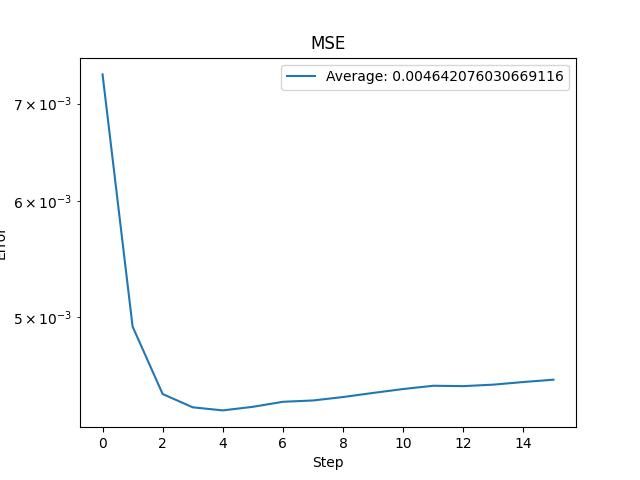 MSE
Average: 0.004642076030669116
7 × 10⁻³
6 × 10⁻³
5 × 10⁻³
Error
0 2 4 6 8 10 12 14
Step